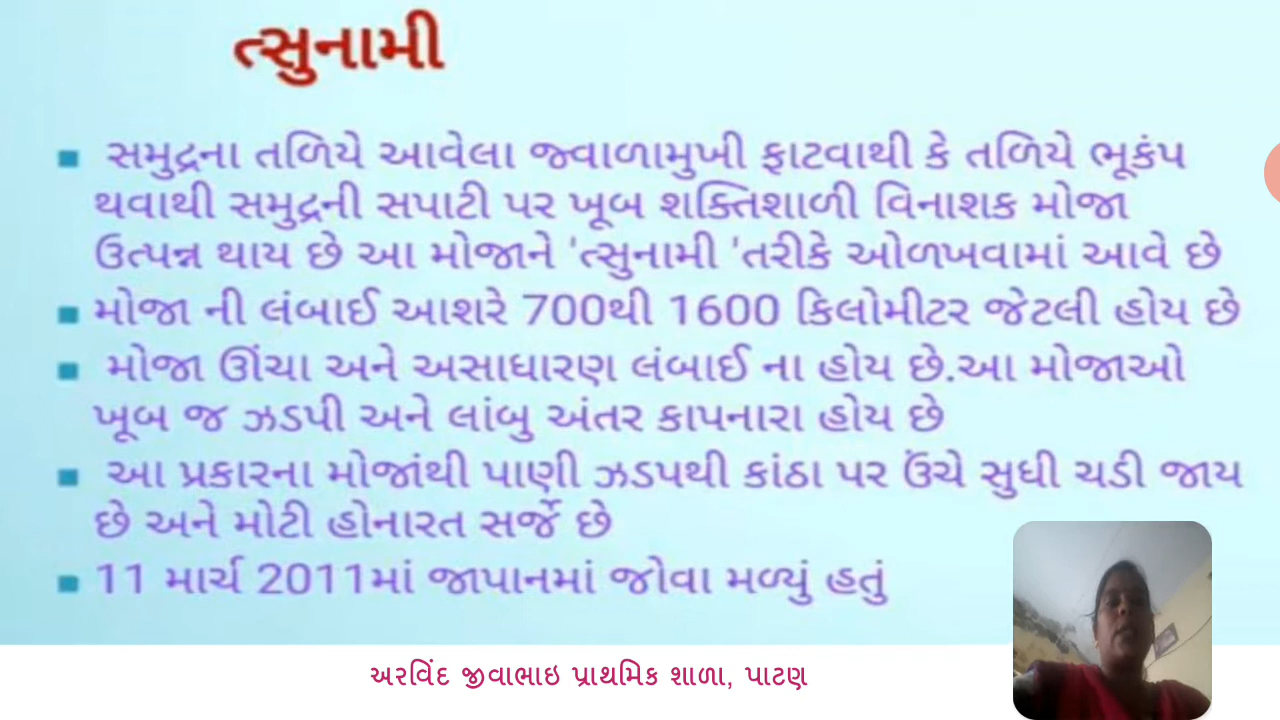 ત્સુનામી
સમુદ્રના તળિયે આવેલા જ્વાળામુખી ફાટવાથી કે તળિયે ભૂકંપ
થવાથી સમુદ્રની સપાટી પર ખૂબ શક્તિશાળી વિનાશક મોજા
ઉત્પન્ન થાય છે આ મોજાને 'ત્સુનામી 'તરીકે ઓળખવામાં આવે છે
મોજા ની લંબાઈ આશરે 700થી 1600 કિલોમીટર જેટલી હોય છે
મોજા ઊંચા અને અસાધારણ લંબાઈ ના હોય છે.આ મોજાઓ
ખૂબ જ ઝડપી અને લાંબુ અંતર કાપનારા હોય છે
આ પ્રકારના મોજાંથી પાણી ઝડપથી કાંઠા પર ઉંચે સુધી ચડી જાય
છે અને મોટી હોનારત સર્જે છે
11 માર્ચ 2011માં જાપાનમાં જોવા મળ્યું હતું
અરવિંદ જીવાભાઇ પ્રાથમિક શાળા, પાટણ